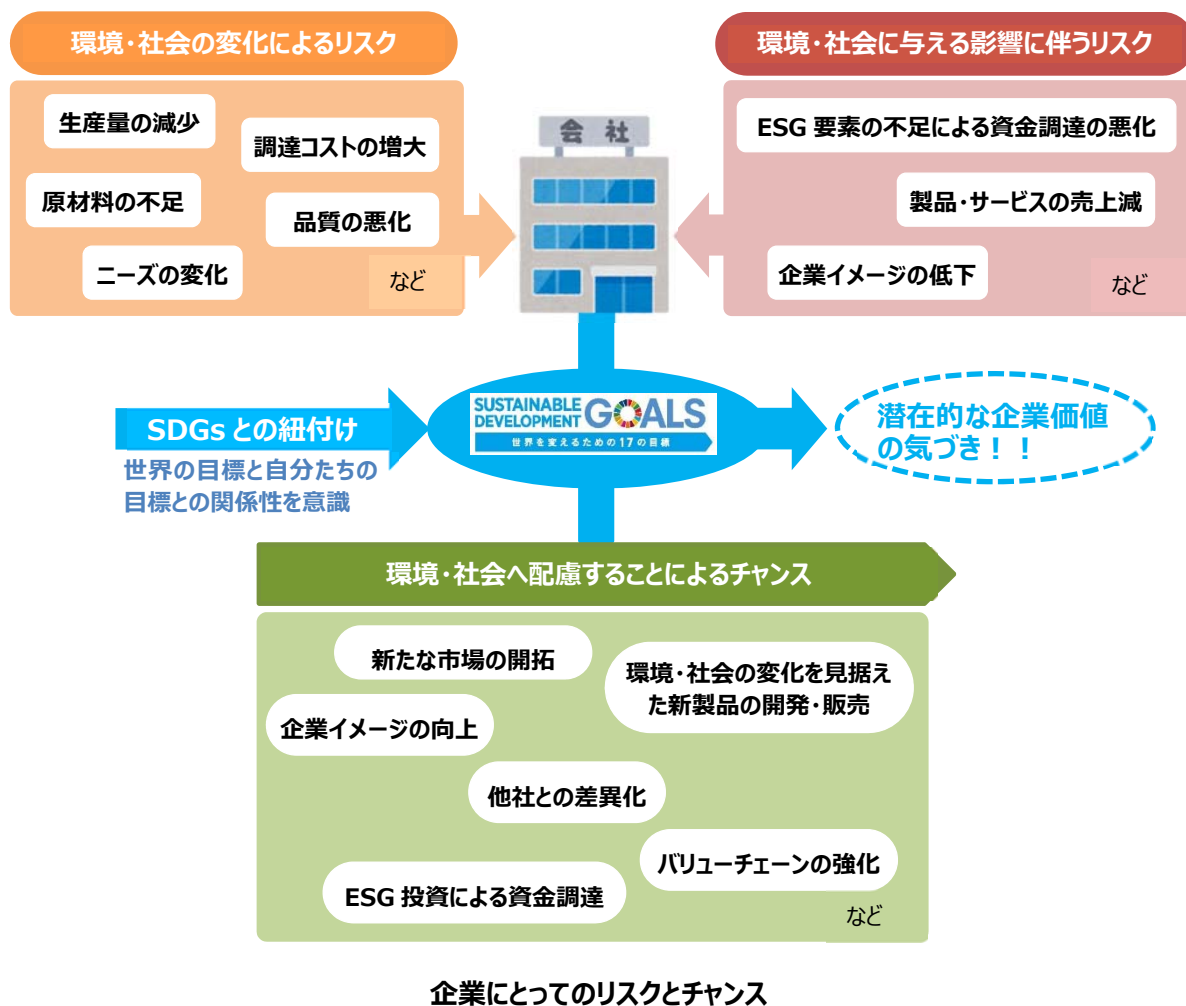 環境・社会の変化によるリスク
生産量の減少
調達コストの増大
原材料の不足
品質の悪化
ニーズの変化
など
会社
環境・社会に与える影響に伴うリスク
ESG 要素の不足による資金調達の悪化
製品・サービスの売上減
企業イメージの低下
など
SDGs との紐付け
世界の目標と自分たちの
目標との関係性を意識
SUSTAINABLE
DEVELOPMENT GOALS
世界を変えるための17の目標
潜在的な企業価値
の気づき！！
環境・社会へ配慮することによるチャンス
新たな市場の開拓
環境・社会の変化を見据え
た新製品の開発・販売
企業イメージの向上
他社との差異化
バリューチェーンの強化
ESG 投資による資金調達
など
企業にとってのリスクとチャンス